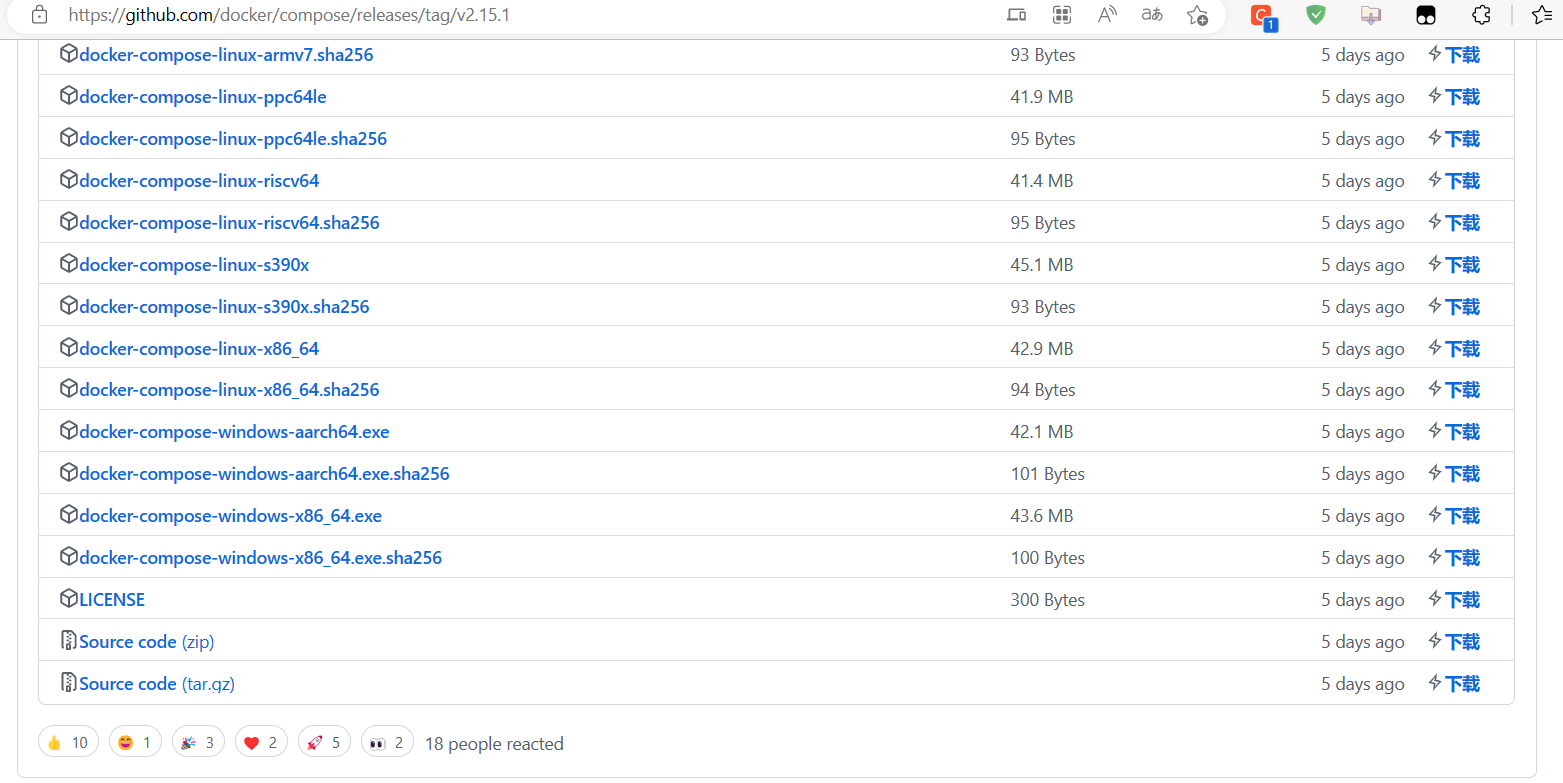 https://github.com/docker/compose/releases/tag/v2.15.1
docker-compose-linux-armv7.sha256 93 Bytes 5 days ago 下载
docker-compose-linux-ppc64le 41.9 MB 5 days ago 下载
docker-compose-linux-ppc64le.sha256 95 Bytes 5 days ago 下载
docker-compose-linux-riscv64 41.4 MB 5 days ago 下载
docker-compose-linux-riscv64.sha256 95 Bytes 5 days ago 下载
docker-compose-linux-s390x 45.1 MB 5 days ago 下载
docker-compose-linux-s390x.sha256 93 Bytes 5 days ago 下载
docker-compose-linux-x86_64 42.9 MB 5 days ago 下载
docker-compose-linux-x86_64.sha256 94 Bytes 5 days ago 下载
docker-compose-windows-aarch64.exe 42.1 MB 5 days ago 下载
docker-compose-windows-aarch64.exe.sha256 101 Bytes 5 days ago 下载
docker-compose-windows-x86_64.exe 43.6 MB 5 days ago 下载
docker-compose-windows-x86_64.exe.sha256 100 Bytes 5 days ago 下载
LICENSE 300 Bytes 5 days ago 下载
Source code (zip) 5 days ago 下载
Source code (tar.gz) 5 days ago 下载
👍 10 😄 1 🎉 3 ❤️ 2 🚀 5 👀 2 18 people reacted